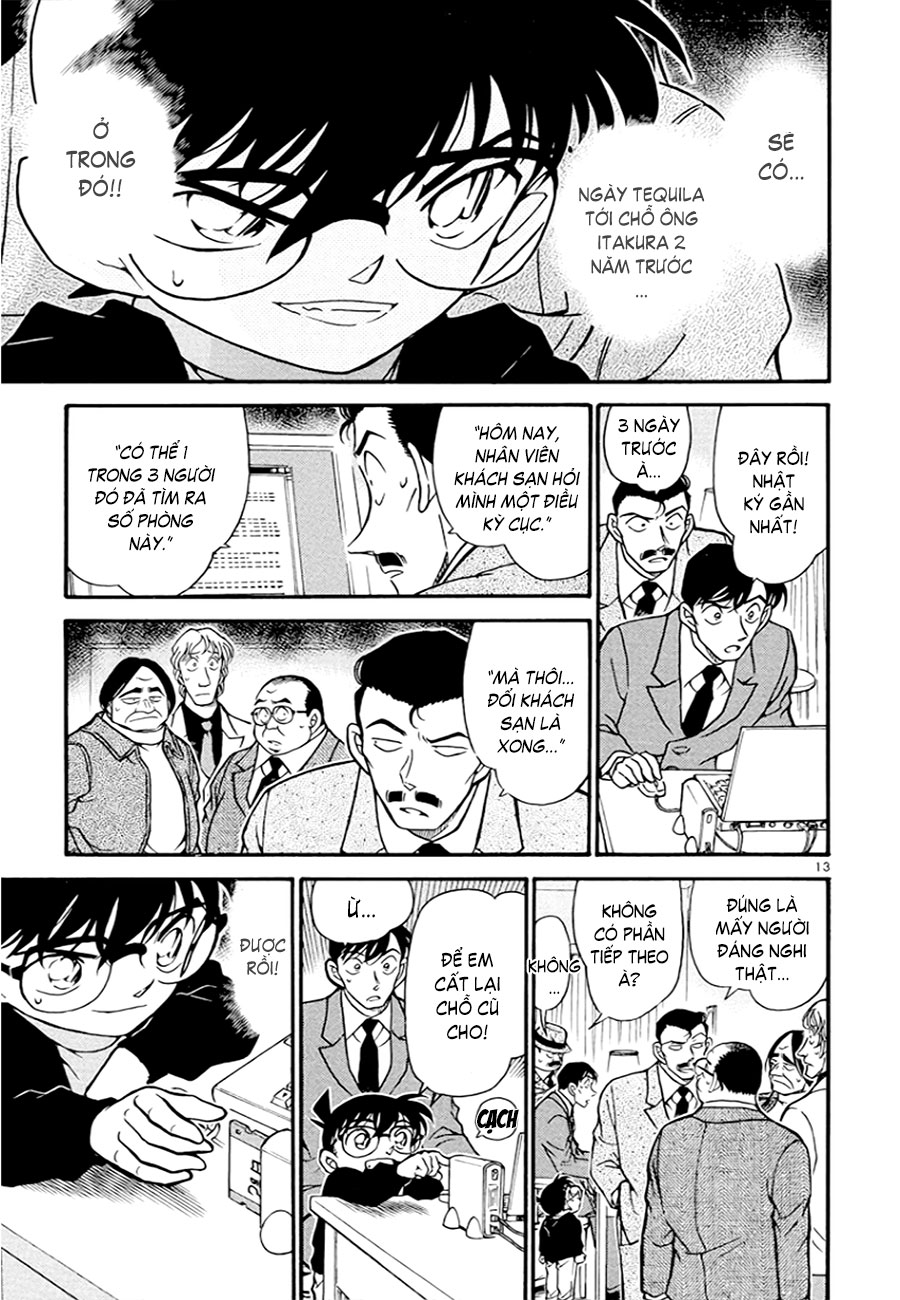 SẼ
CÓ...
NGÀY TEQUILA
TỚI CHỖ ÔNG
ITAKURA 2
NĂM TRƯỚC
...
Ở
TRONG
ĐÓ!!
ĐÂY RỒI!
NHẬT
KÝ GẦN
NHẤT!
3 NGÀY
TRƯỚC
À...
"HÔM NAY,
NHÂN VIÊN
KHÁCH SẠN HỎI
MÌNH MỘT ĐIỀU
KỲ CỤC."
"CÓ THỂ 1
TRONG 3 NGƯỜI
ĐÓ ĐÃ TÌM RA
SỐ PHÒNG
NÀY."
"MÀ THÔI...
ĐỔI KHÁCH
SẠN LÀ
XONG..."
13
ĐÚNG LÀ
MẤY NGƯỜI
ĐÁNG NGHI
THẬT...
KHÔNG
CÓ PHẦN
TIẾP THEO
À?
KHÔNG
...
ĐỂ EM
CẤT LẠI
CHỖ CŨ
CHO!
Ừ...
CẠCH
ĐƯỢC
RỒI!